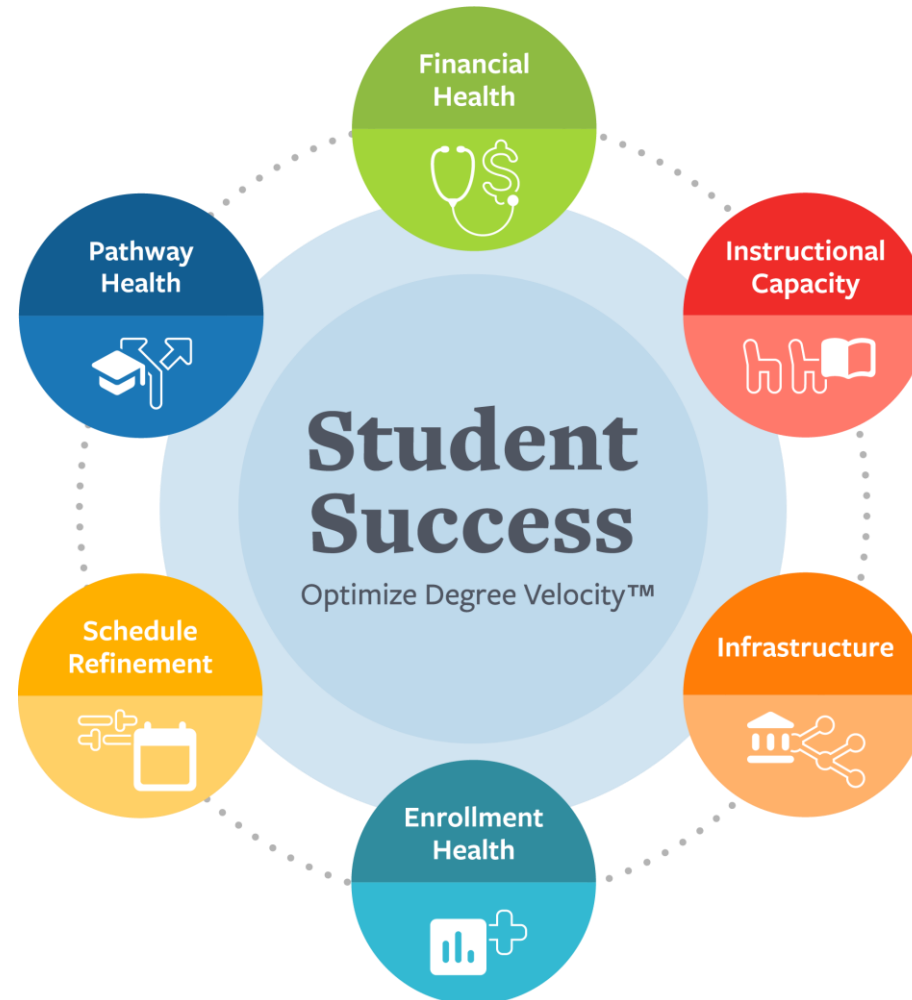 Financial
Health
Pathway
Health
Instructional
Capacity
Student
Success
Optimize Degree Velocity™
Schedule
Refinement
Infrastructure
Enrollment
Health